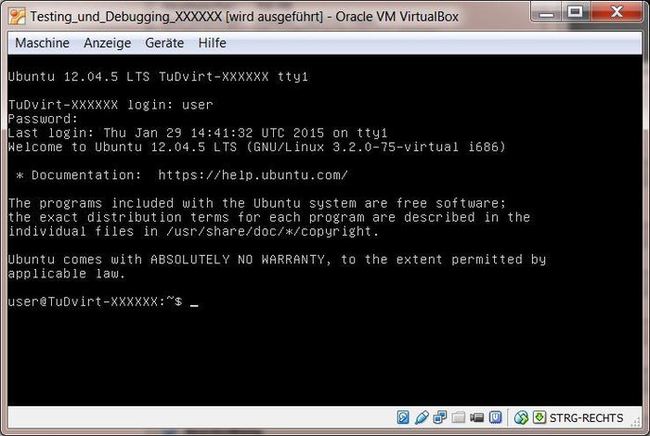 Testing_und_Debugging_XXXXXX [wird ausgeführt] - Oracle VM VirtualBox
Maschine Anzeige Geräte Hilfe
Ubuntu 12.04.5 LTS TuDvirt-XXXXXX tty1
TuDvirt-XXXXXX login: user
Password:
Last login: Thu Jan 29 14:41:32 UTC 2015 on tty1
Welcome to Ubuntu 12.04.5 LTS (GNU/Linux 3.2.0-75-virtual i686)
* Documentation: https://help.ubuntu.com/
The programs included with the Ubuntu system are free software;
the exact distribution terms for each program are described in the
individual files in /usr/share/doc/*/copyright.
Ubuntu comes with ABSOLUTELY NO WARRANTY, to the extent permitted by
applicable law.
user@TuDvirt-XXXXXX:~$ _
STRG-RECHTS